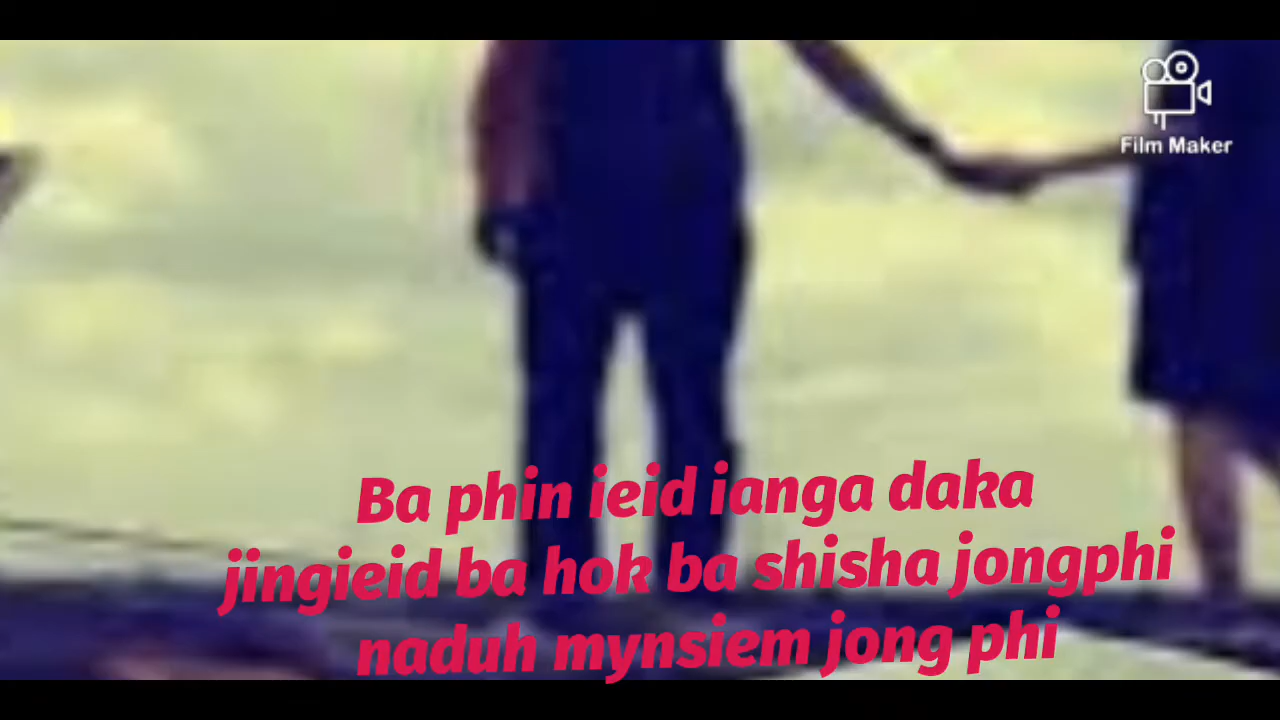 Film Maker
Ba phin ieid ianga daka
jingieid ba hok ba shisha jongphi
naduh mynsiem jong phi